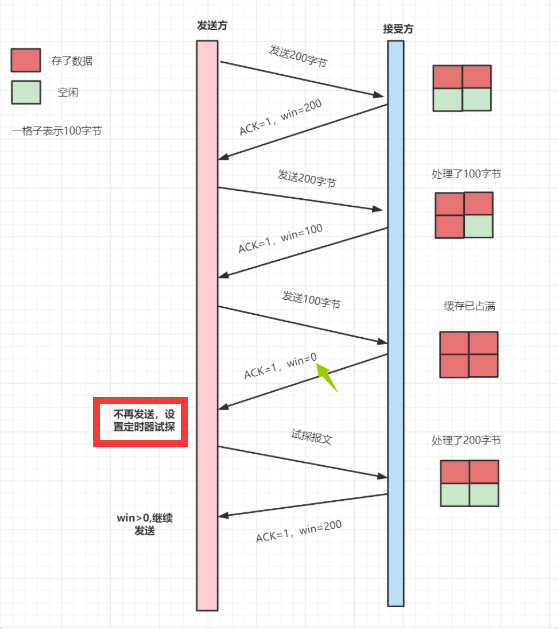 发送方
接受方
存了数据
空闲
一格子表示100字节
发送200字节
ACK=1，win=200
发送200字节
处理了100字节
ACK=1，win=100
发送100字节
缓存已占满
ACK=1，win=0
不再发送，设
置定时器试探
试探报文
处理了200字节
win>0,继续
发送
ACK=1，win=200